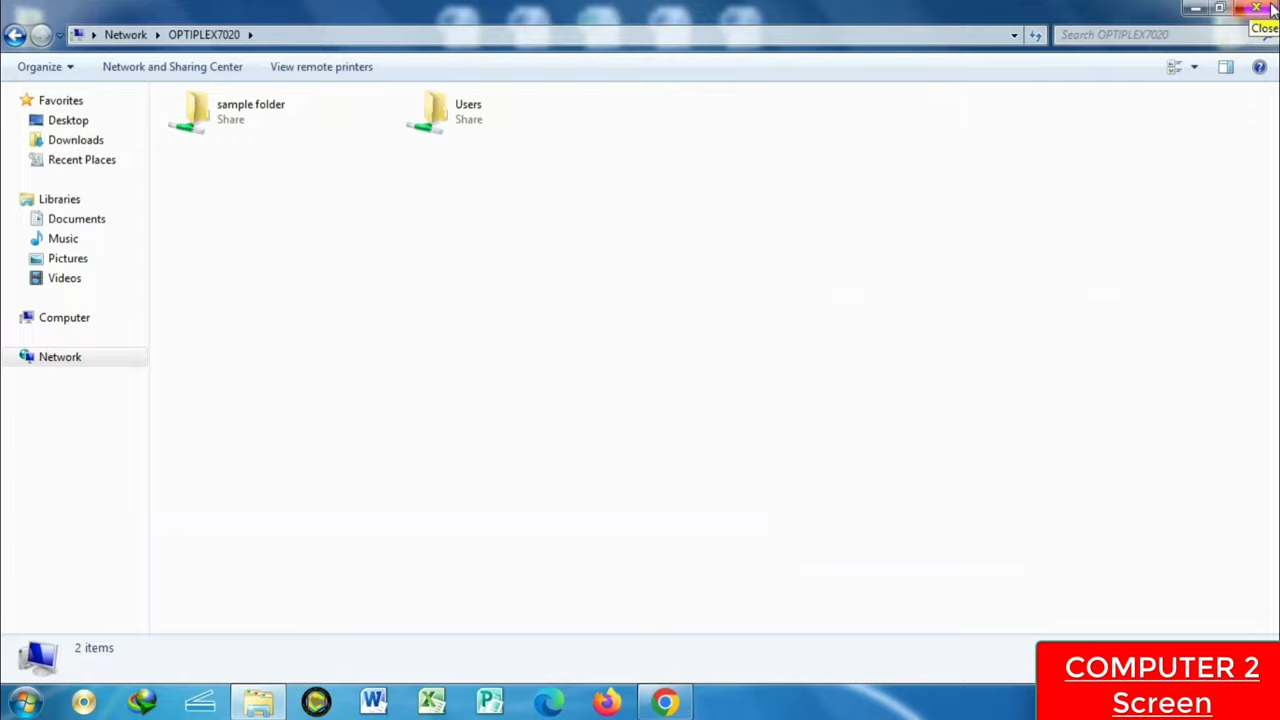 Close
Network OPTIPLEX7020
Search OPTIPLEX7020
Organize Network and Sharing Center View remote printers
Favorites
Desktop
Downloads
Recent Places
Libraries
Documents
Music
Pictures
Videos
Computer
Network
sample folder
Share
Users
Share
2 items
COMPUTER 2
Screen